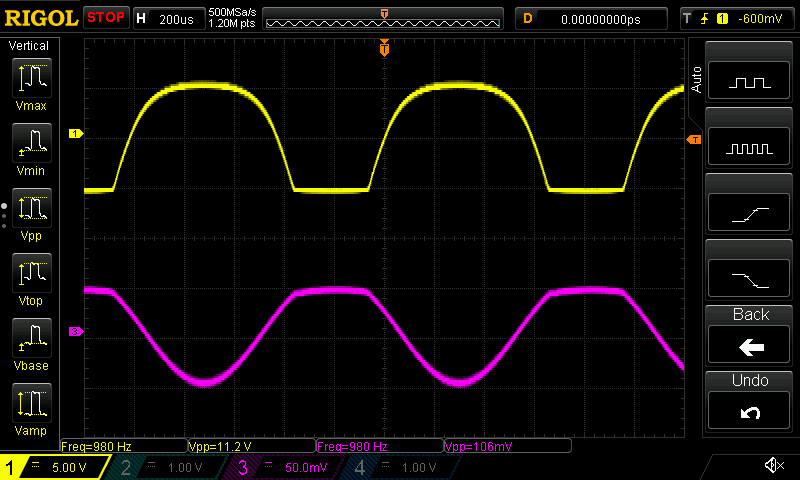 RIGOL STOP H 200us 500MSa/s 1.20M pts T D 0.00000000ps T 1 -600mV
Vertical
Vmax
Vmin
Vpp
Vtop
Vbase
Vamp
T
1
3
T
Auto
Back
Undo
Freq=980 Hz Vpp=11.2 V Freq=980 Hz Vpp=106mV
1 5.00 V 2 1.00 V 3 50.0mV 4 1.00 V